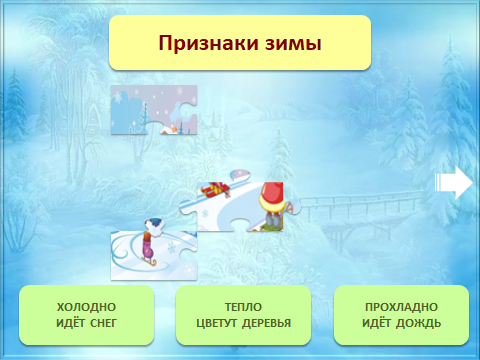 Признаки зимы
ХОЛОДНО
ИДЁТ СНЕГ
ТЕПЛО
ЦВЕТУТ ДЕРЕВЬЯ
ПРОХЛАДНО
ИДЁТ ДОЖДЬ